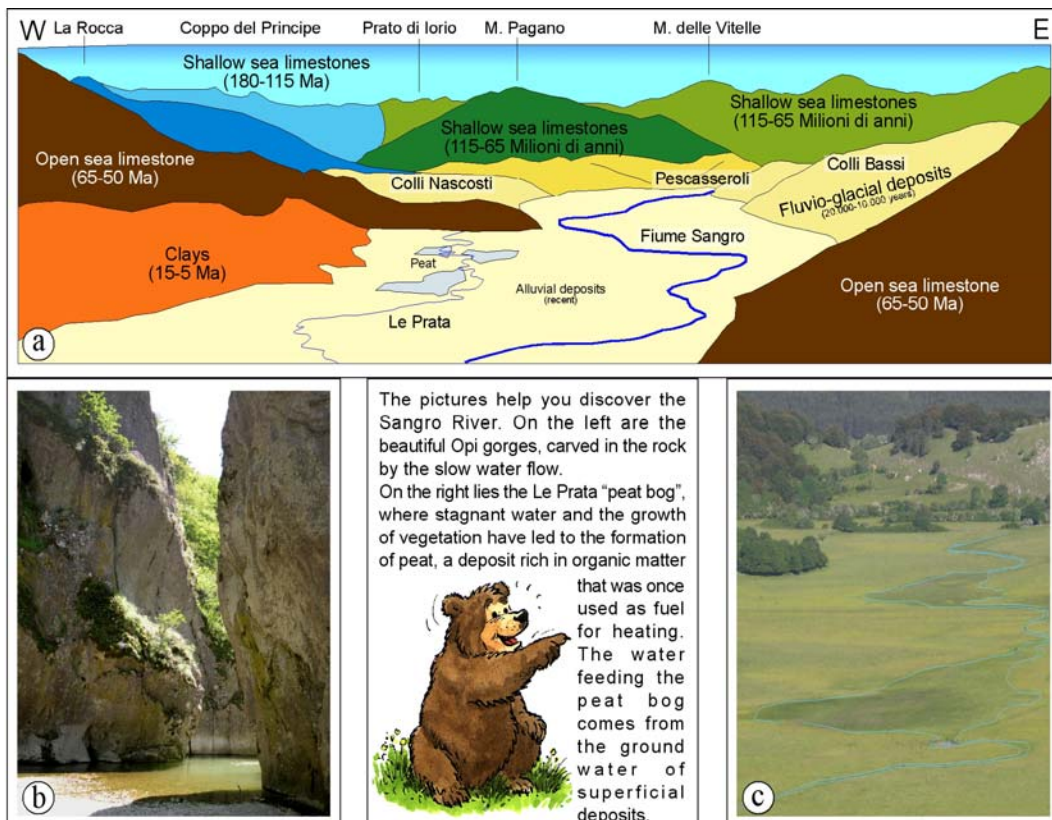 W
La Rocca
Coppo del Principe
Prato di Iorio
M. Pagano
M. delle Vitelle
E
Shallow sea limestones
(180-115 Ma)
Shallow sea limestones
(115-65 Milioni di anni)
Shallow sea limestones
(115-65 Milioni di anni)
Open sea limestone
(65-50 Ma)
Colli Nascosti
Pescasseroli
Colli Bassi
Fluvio-glacial deposits
(20.000-10.000 years)
Clays
(15-5 Ma)
Peat
Fiume Sangro
Alluvial deposits
(recent)
Le Prata
Open sea limestone
(65-50 Ma)
a
b
The pictures help you discover the
Sangro River. On the left are the
beautiful Opi gorges, carved in the rock
by the slow water flow.
On the right lies the Le Prata “peat bog”,
where stagnant water and the growth
of vegetation have led to the formation
of peat, a deposit rich in organic matter
that was once
used as fuel
for heating.
The water
feeding the
peat bog
comes from
the ground
water of
superficial
deposits.
c